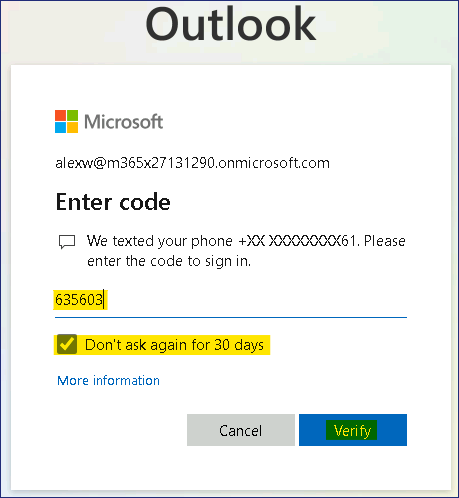 Outlook
Microsoft
alexw@m365x27131290.onmicrosoft.com
Enter code
We texted your phone +XX XXXXXXXX61. Please
enter the code to sign in.
635603
Don't ask again for 30 days
More information
Cancel
Verify